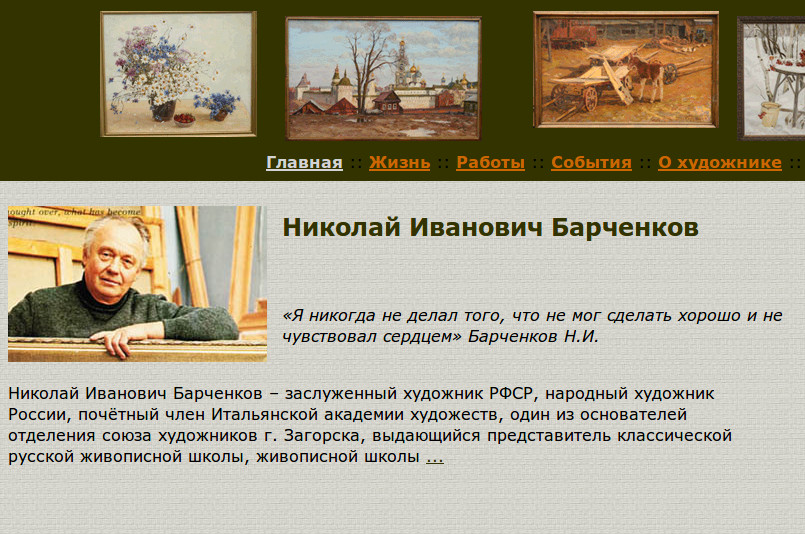 Главная :: Жизнь :: Работы :: События :: О художнике ::
ought over, what has become
spirit.
Николай Иванович Барченков
«Я никогда не делал того, что не мог сделать хорошо и не
чувствовал сердцем» Барченков Н.И.
Николай Иванович Барченков – заслуженный художник РФСР, народный художник
России, почётный член Итальянской академии художеств, один из основателей
отделения союза художников г. Загорска, выдающийся представитель классической
русской живописной школы, живописной школы ...